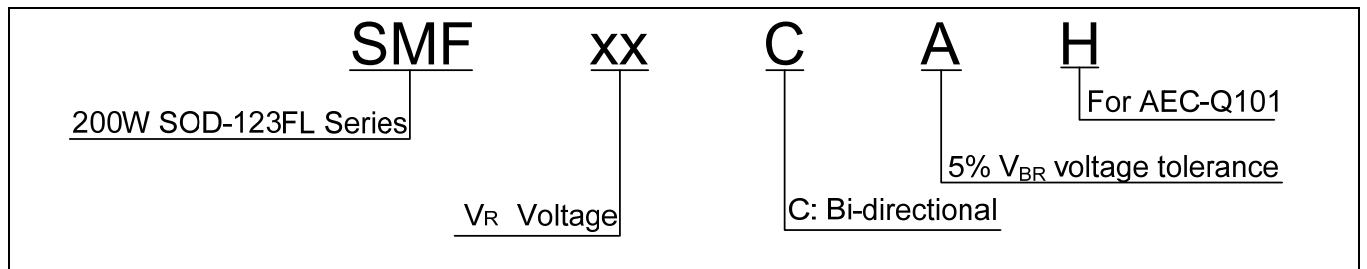 SMF xx C A H
For AEC-Q101
200W SOD-123FL Series
5% VBR voltage tolerance
VR Voltage
C: Bi-directional